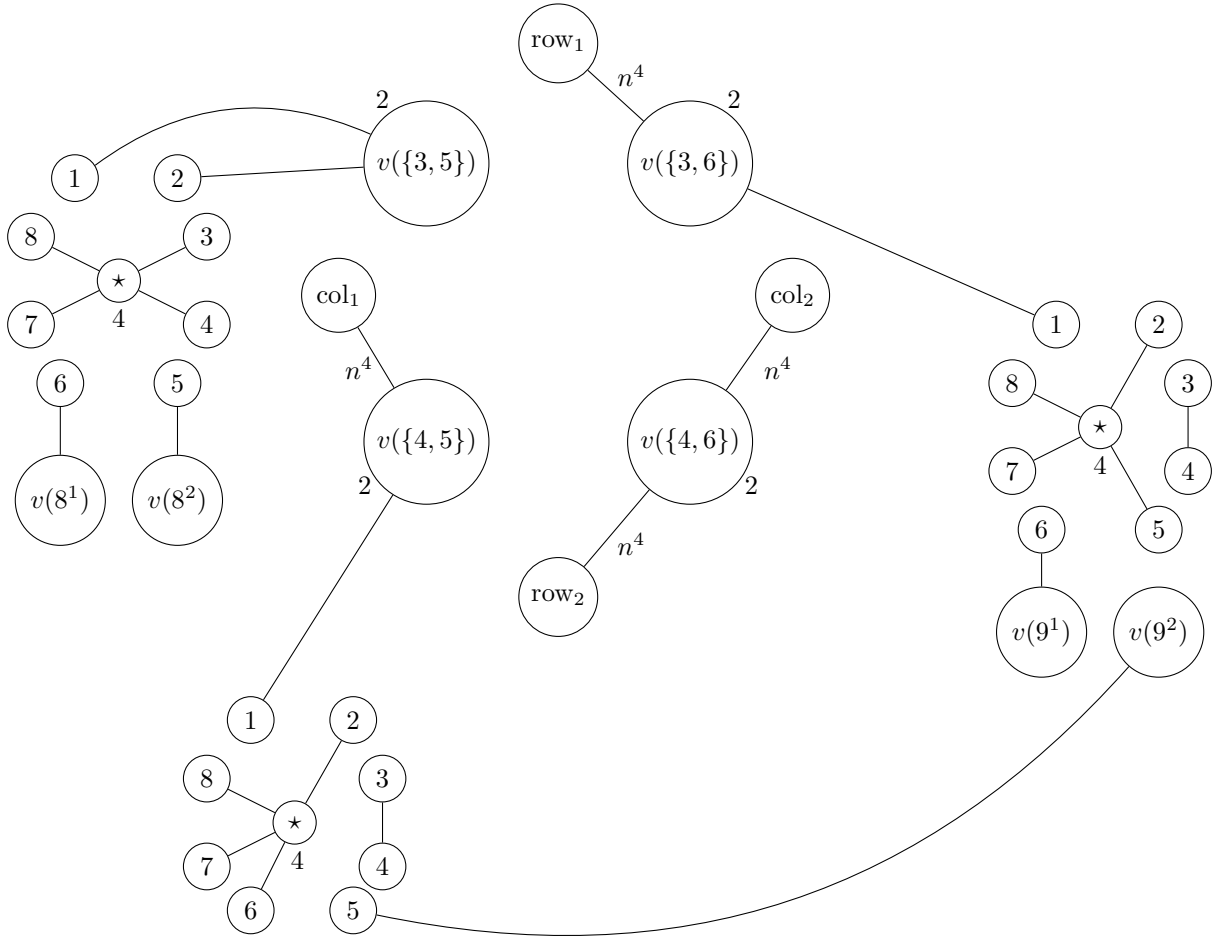 row₁
n⁴
2
2
v({3, 5})
v({3, 6})
1
2
8
3
⋆
7
4
4
col₁
col₂
1
2
n⁴
n⁴
6
5
8
3
⋆
v({4, 5})
v({4, 6})
7
4
4
2
2
v(8¹)
v(8²)
6
5
n⁴
row₂
v(9¹)
v(9²)
1
2
8
3
⋆
7
4
4
6
5